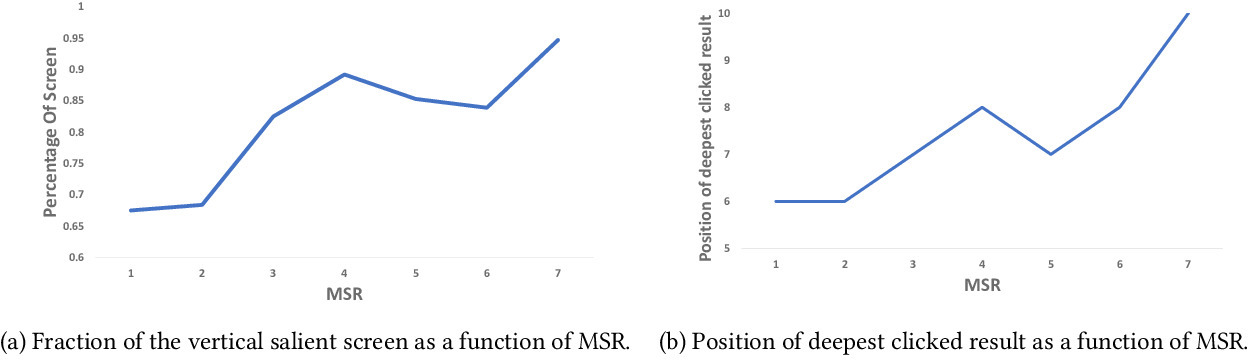 1
0.95
0.9
0.85
0.8
0.75
0.7
0.65
0.6
Percentage Of Screen
1 2 3 4 5 6 7
MSR
(a) Fraction of the vertical salient screen as a function of MSR.
10
9
8
7
6
5
Position of deepest clicked result
1 2 3 4 5 6 7
MSR
(b) Position of deepest clicked result as a function of MSR.